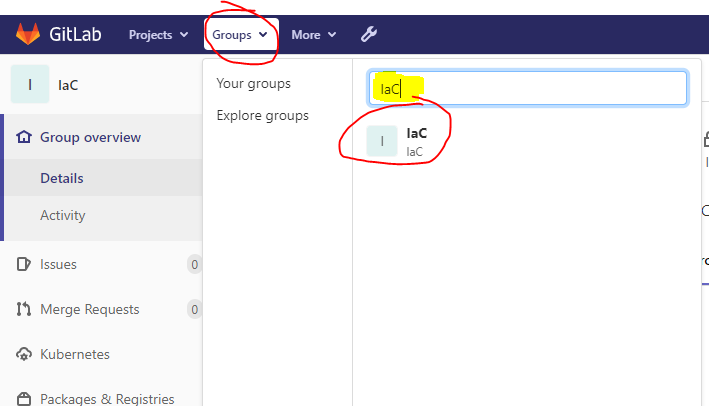 GitLab Projects Groups More
I IaC
Your groups
IaC
Explore groups
I IaC
IaC
Group overview
Details
Activity
Issues 0
Merge Requests 0
Kubernetes
Packages & Registries